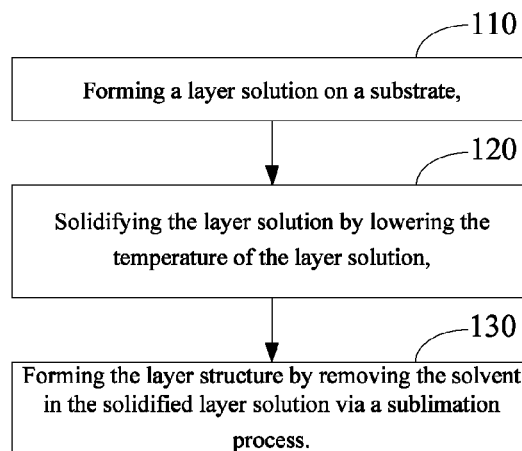 110
Forming a layer solution on a substrate,
120
Solidifying the layer solution by lowering the
temperature of the layer solution,
130
Forming the layer structure by removing the solvent
in the solidified layer solution via a sublimation
process.